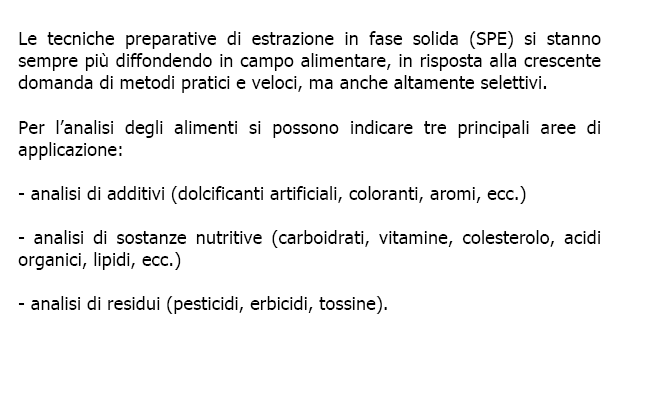 Le tecniche preparative di estrazione in fase solida (SPE) si stanno
sempre più diffondendo in campo alimentare, in risposta alla crescente
domanda di metodi pratici e veloci, ma anche altamente selettivi.
Per l’analisi degli alimenti si possono indicare tre principali aree di
applicazione:
- analisi di additivi (dolcificanti artificiali, coloranti, aromi, ecc.)
- analisi di sostanze nutritive (carboidrati, vitamine, colesterolo, acidi
organici, lipidi, ecc.)
- analisi di residui (pesticidi, erbicidi, tossine).